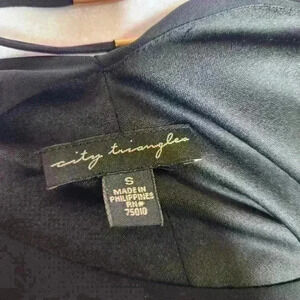 city triangles
S
MADE IN
PHILIPPINES
RN#
75010